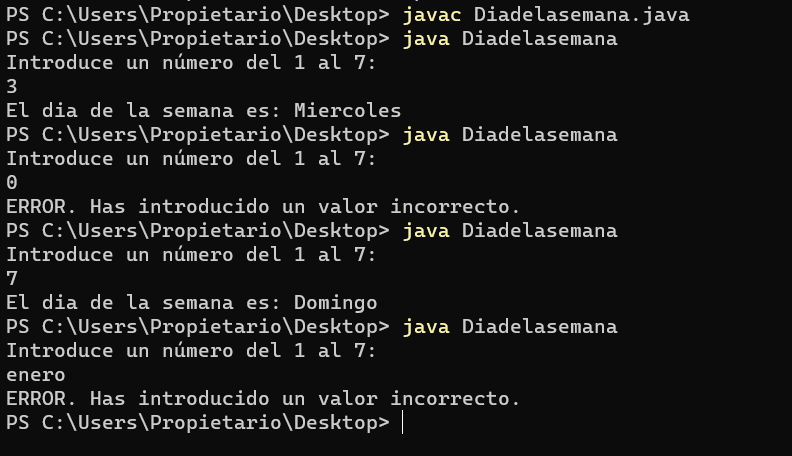 PS C:\Users\Propietario\Desktop> javac Diadelasemana.java
PS C:\Users\Propietario\Desktop> java Diadelasemana
Introduce un número del 1 al 7:
3
El dia de la semana es: Miercoles
PS C:\Users\Propietario\Desktop> java Diadelasemana
Introduce un número del 1 al 7:
0
ERROR. Has introducido un valor incorrecto.
PS C:\Users\Propietario\Desktop> java Diadelasemana
Introduce un número del 1 al 7:
7
El dia de la semana es: Domingo
PS C:\Users\Propietario\Desktop> java Diadelasemana
Introduce un número del 1 al 7:
enero
ERROR. Has introducido un valor incorrecto.
PS C:\Users\Propietario\Desktop>